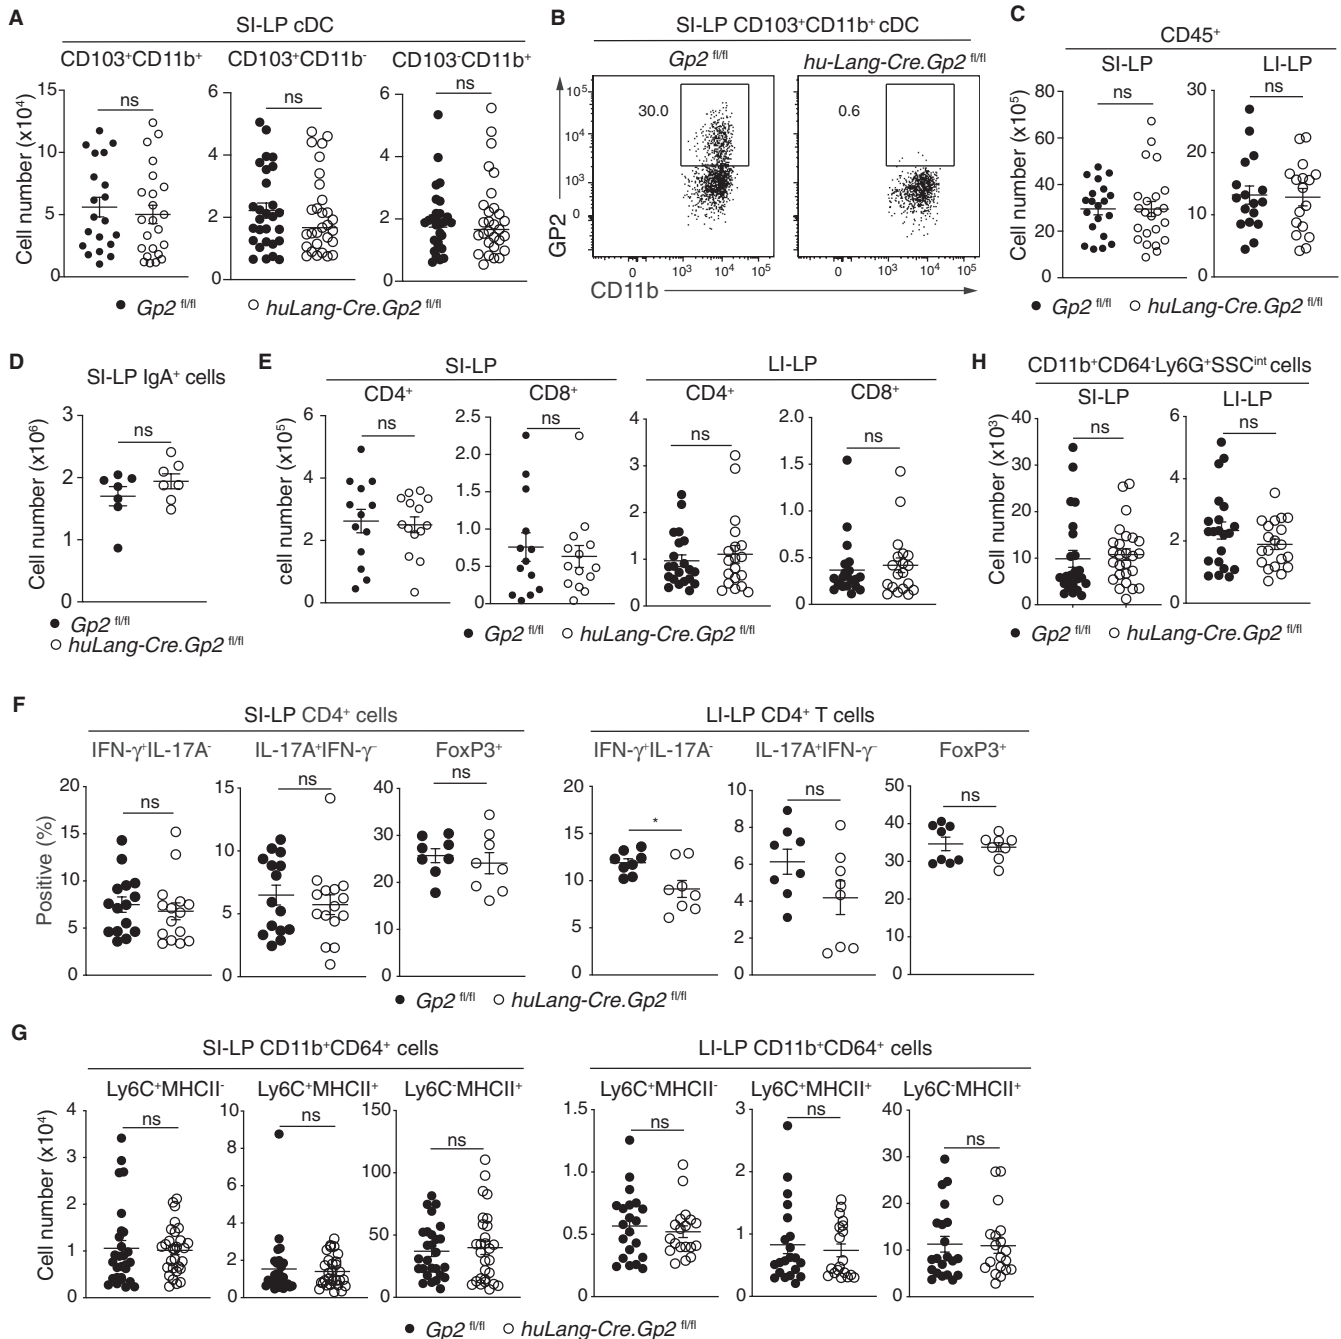 A
SI-LP cDC
CD103⁺CD11b⁺
CD103⁺CD11b⁻
CD103⁻CD11b⁺
Cell number (x10⁴)
ns
ns
ns
15
10
5
0
6
4
2
0
6
4
2
0
Gp2 fl/fl
huLang-Cre.Gp2 fl/fl
B
SI-LP CD103⁺CD11b⁺ cDC
Gp2 fl/fl
hu-Lang-Cre.Gp2 fl/fl
30.0
0.6
10⁵
10⁴
10³
0
GP2
0
10³
10⁴
10⁵
0
10³
10⁴
10⁵
CD11b
C
CD45⁺
SI-LP
LI-LP
Cell number (x10⁵)
ns
ns
80
60
40
20
0
30
20
10
0
Gp2 fl/fl
huLang-Cre.Gp2 fl/fl
D
SI-LP IgA⁺ cells
Cell number (x10⁶)
ns
3
2
1
0
Gp2 fl/fl
huLang-Cre.Gp2 fl/fl
E
SI-LP
LI-LP
CD4⁺
CD8⁺
CD4⁺
CD8⁺
cell number (x10⁵)
ns
ns
ns
ns
6
4
2
0
2.5
2.0
1.5
1.0
0.5
0
4
3
2
1
0
2.0
1.5
1.0
0.5
0
Gp2 fl/fl
huLang-Cre.Gp2 fl/fl
H
CD11b⁺CD64⁻Ly6G⁺SSCⁱⁿᵗ cells
SI-LP
LI-LP
Cell number (x10³)
ns
ns
40
30
20
10
0
6
4
2
0
Gp2 fl/fl
huLang-Cre.Gp2 fl/fl
F
SI-LP CD4⁺ cells
LI-LP CD4⁺ T cells
IFN-γ⁺IL-17A⁻
IL-17A⁺IFN-γ⁻
FoxP3⁺
IFN-γ⁺IL-17A⁻
IL-17A⁺IFN-γ⁻
FoxP3⁺
Positive (%)
ns
ns
ns
*
ns
ns
20
15
10
5
0
15
10
5
0
40
30
20
10
0
20
15
10
5
0
10
8
6
4
2
0
50
40
30
20
10
0
Gp2 fl/fl
huLang-Cre.Gp2 fl/fl
G
SI-LP CD11b⁺CD64⁺ cells
LI-LP CD11b⁺CD64⁺ cells
Ly6C⁺MHCII⁻
Ly6C⁺MHCII⁺
Ly6C⁻MHCII⁺
Ly6C⁺MHCII⁻
Ly6C⁺MHCII⁺
Ly6C⁻MHCII⁺
Cell number (x10⁴)
ns
ns
ns
ns
ns
ns
4
3
2
1
0
10
8
6
4
2
0
150
100
50
0
1.5
1.0
0.5
0
3
2
1
0
40
30
20
10
0
Gp2 fl/fl
huLang-Cre.Gp2 fl/fl